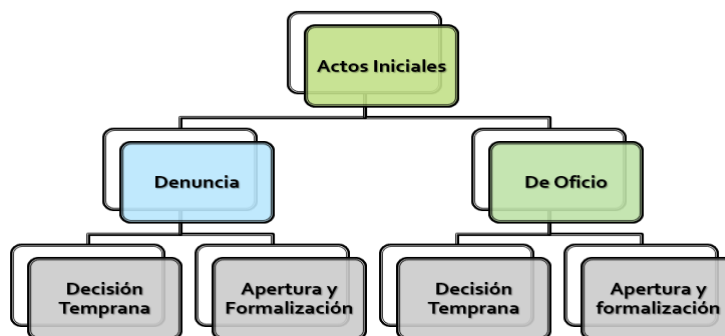 Actos Iniciales
Denuncia
De Oficio
Decisión
Temprana
Apertura y
Formalización
Decisión
Temprana
Apertura y
formalización